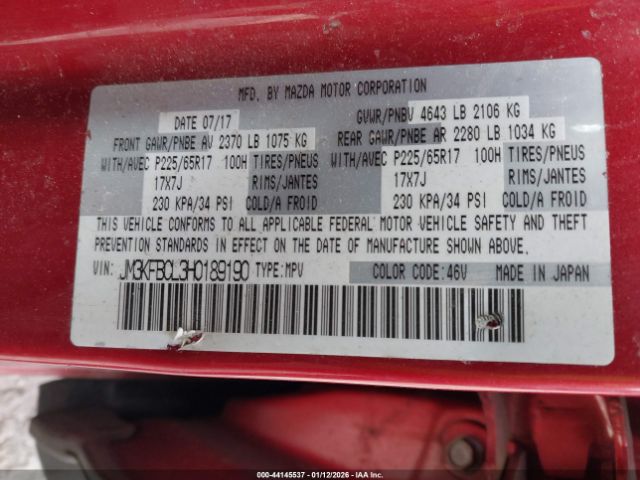 MFD. BY MAZDA MOTOR CORPORATION
DATE 07/17 GVWR/PNBV 4643 LB 2106 KG
FRONT GAWR/PNBE AV 2370 LB 1075 KG REAR GAWR/PNBE AR 2280 LB 1034 KG
WITH/AVEC P225/65R17 100H TIRES/PNEUS WITH/AVEC P225/65R17 100H TIRES/PNEUS
17X7J RIMS/JANTES 17X7J RIMS/JANTES
230 KPA/34 PSI COLD/A FROID 230 KPA/34 PSI COLD/A FROID
THIS VEHICLE CONFORMS TO ALL APPLICABLE FEDERAL MOTOR VEHICLE SAFETY AND THEFT
PREVENTION STANDARDS IN EFFECT ON THE DATE OF MANUFACTURE SHOWN ABOVE.
VIN: JM3KFBCL3H0189190 TYPE:MPV COLOR CODE:46V MADE IN JAPAN
000-44145537 - 01/12/2026 - IAAI.COM